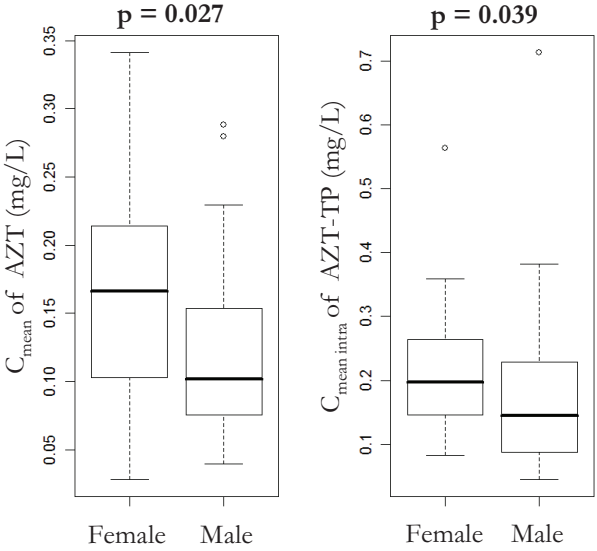 p = 0.027
C mean of AZT (mg/L)
0.35
0.30
0.25
0.20
0.15
0.10
0.05
Female Male
p = 0.039
C mean intra of AZT-TP (mg/L)
0.7
0.6
0.5
0.4
0.3
0.2
0.1
Female Male